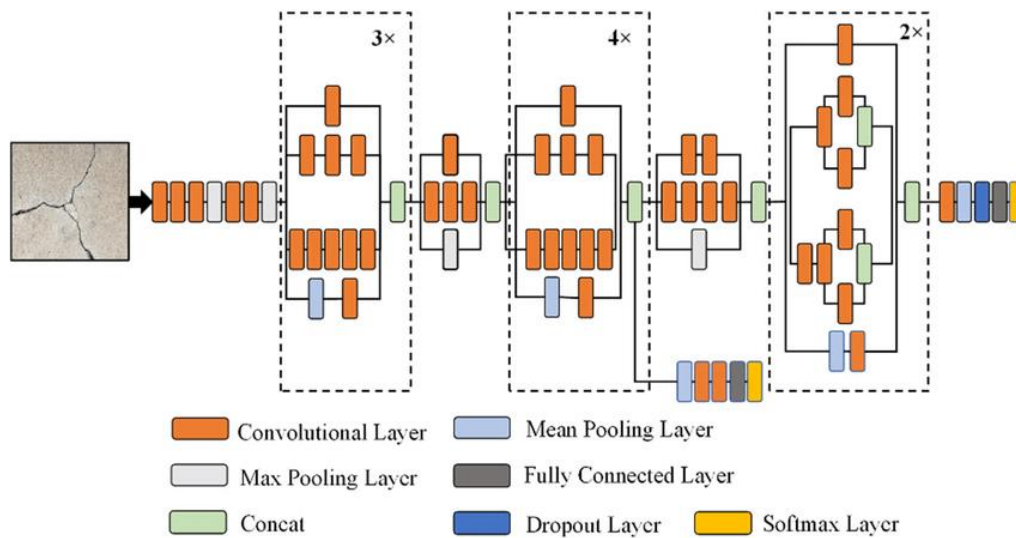 3×
4×
2×
Convolutional Layer
Mean Pooling Layer
Max Pooling Layer
Fully Connected Layer
Concat
Dropout Layer
Softmax Layer